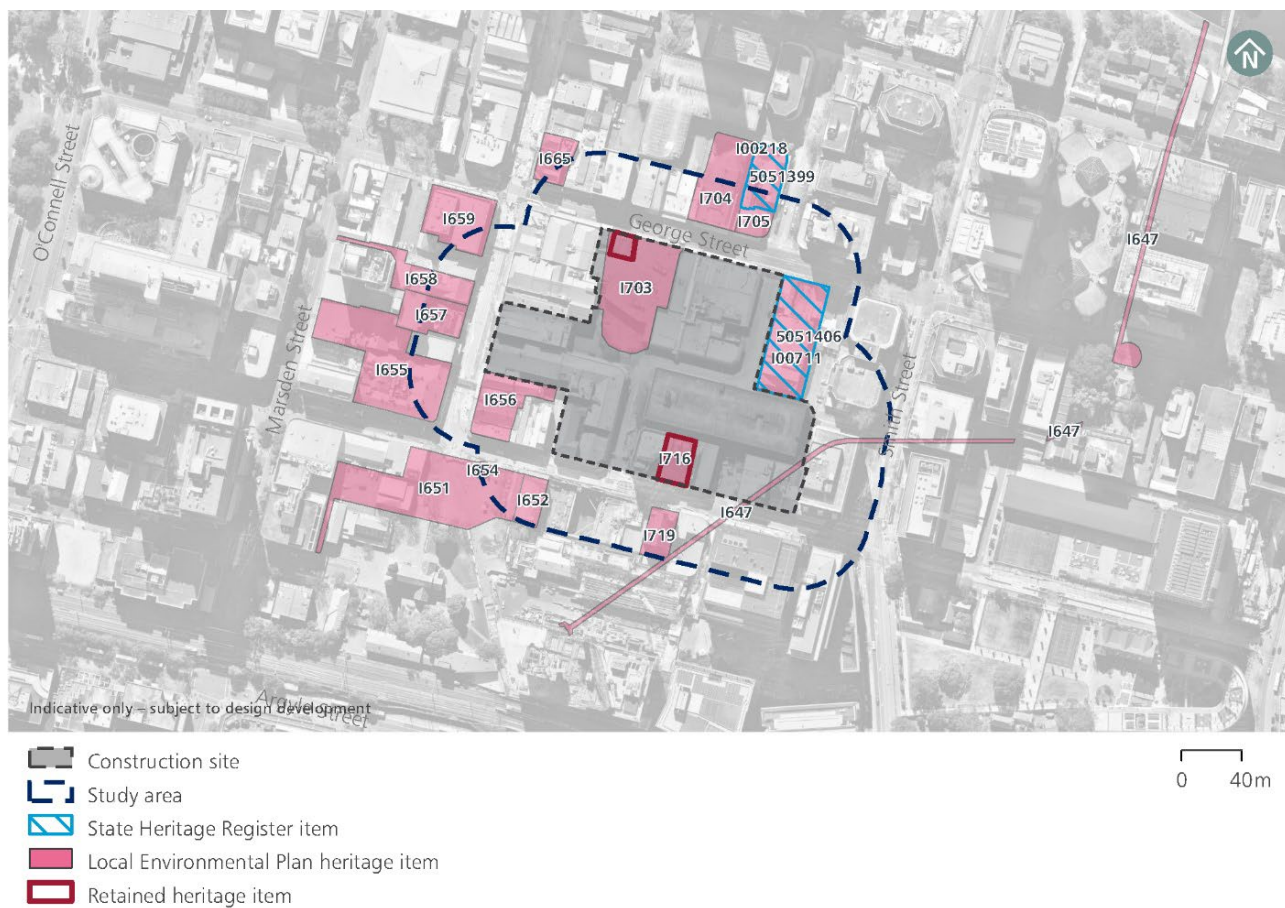 N
O'Connell Street
I647
I00218
I665
5051399
I704
I705
I659
George Street
I658
I703
I657
5051406
I00711
Marsden Street
I655
I656
Smith Street
I647
I716
I654
I651
I652
I647
I719
Argyle Street
Indicative only – subject to design development
Construction site
0 40m
Study area
State Heritage Register item
Local Environmental Plan heritage item
Retained heritage item